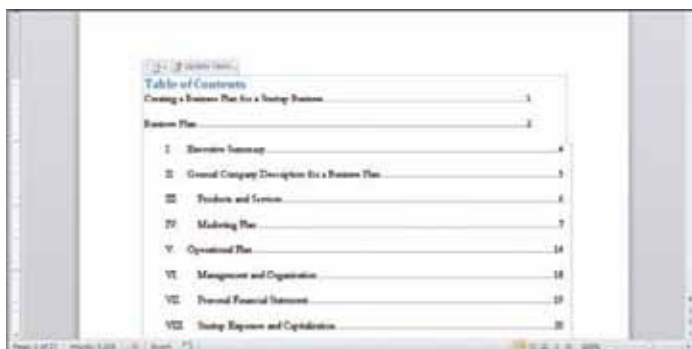 Update Table...
Table of Contents
Creating a Business Plan for a Startup Business 1
Business Plan 2
I. Executive Summary 4
II. General Company Description for a Business Plan 5
III. Products and Services 6
IV. Marketing Plan 7
V. Operational Plan 14
VI. Management and Organization 18
VII. Personal Financial Statement 19
VIII. Startup Expenses and Capitalization 20